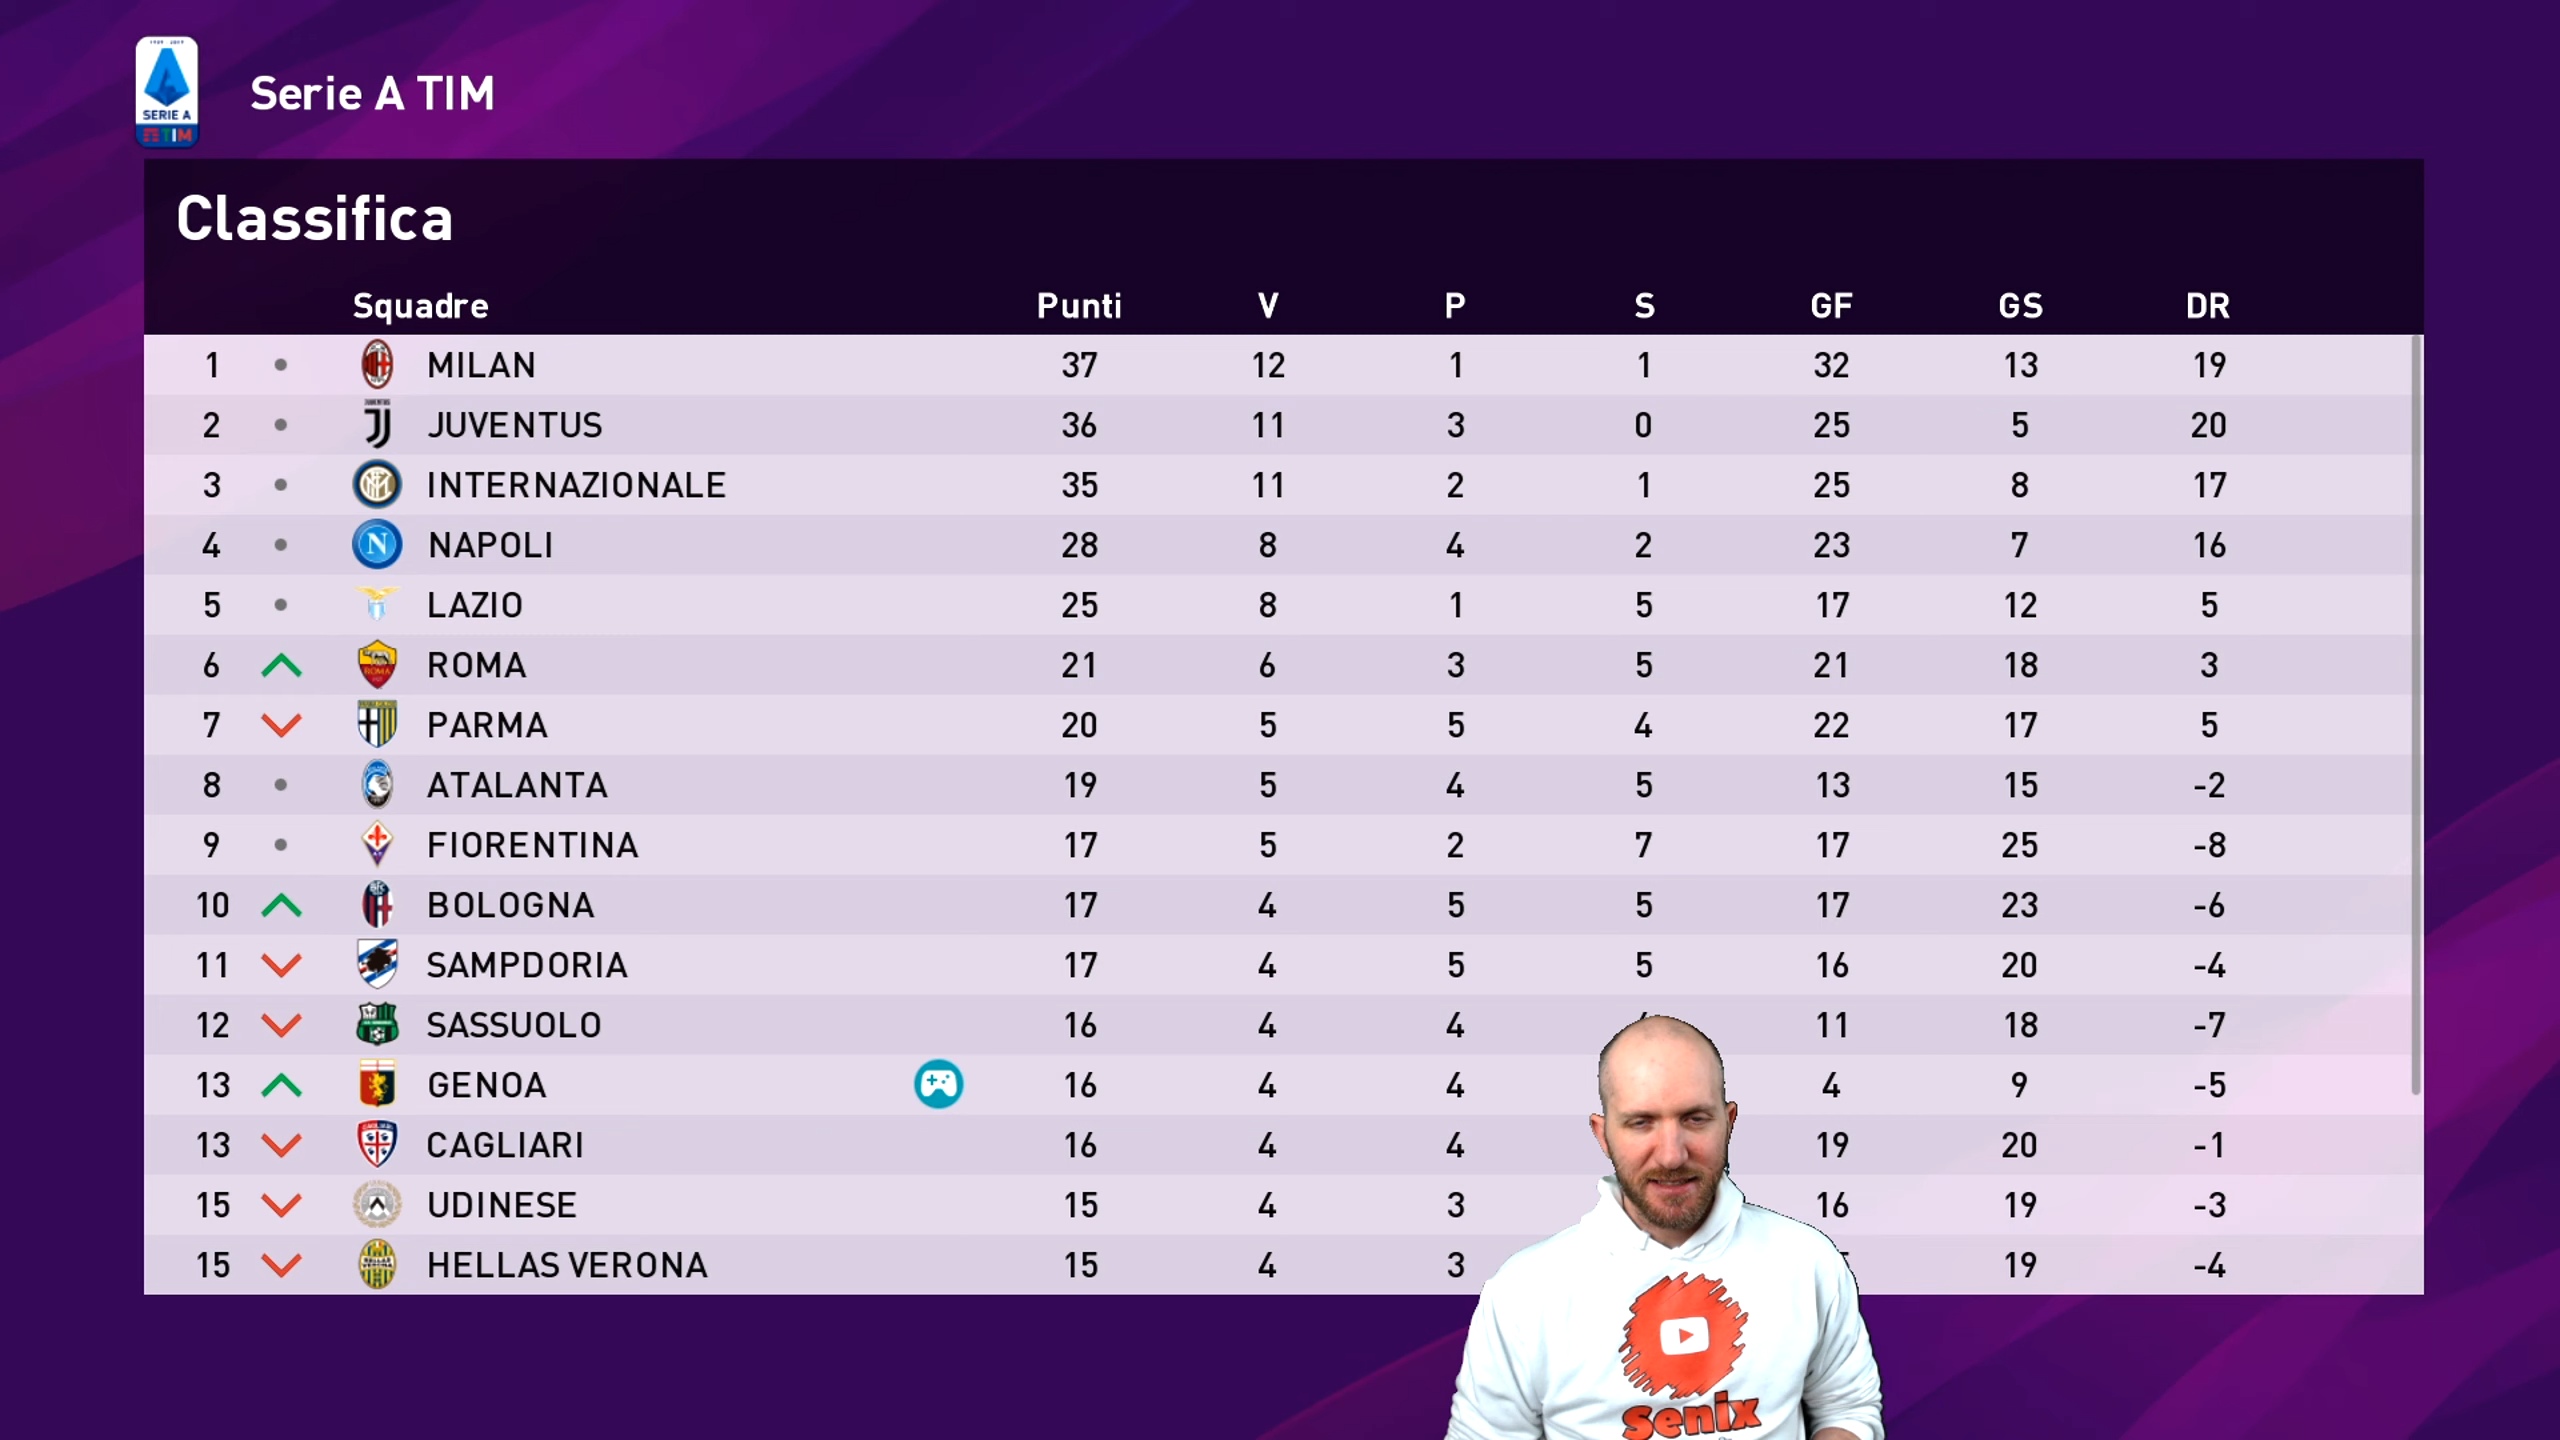 SERIE A
TIM
Serie A TIM
Classifica
Squadre Punti V P S GF GS DR
1 MILAN 37 12 1 1 32 13 19
2 JUVENTUS 36 11 3 0 25 5 20
3 INTERNAZIONALE 35 11 2 1 25 8 17
4 NAPOLI 28 8 4 2 23 7 16
5 LAZIO 25 8 1 5 17 12 5
6 ROMA 21 6 3 5 21 18 3
7 PARMA 20 5 5 4 22 17 5
8 ATALANTA 19 5 4 5 13 15 -2
9 FIORENTINA 17 5 2 7 17 25 -8
10 BOLOGNA 17 4 5 5 17 23 -6
11 SAMPDORIA 17 4 5 5 16 20 -4
12 SASSUOLO 16 4 4 11 18 -7
13 GENOA 16 4 4 4 9 -5
13 CAGLIARI 16 4 4 19 20 -1
15 UDINESE 15 4 3 16 19 -3
15 HELLAS VERONA 15 4 3 19 -4
Senix